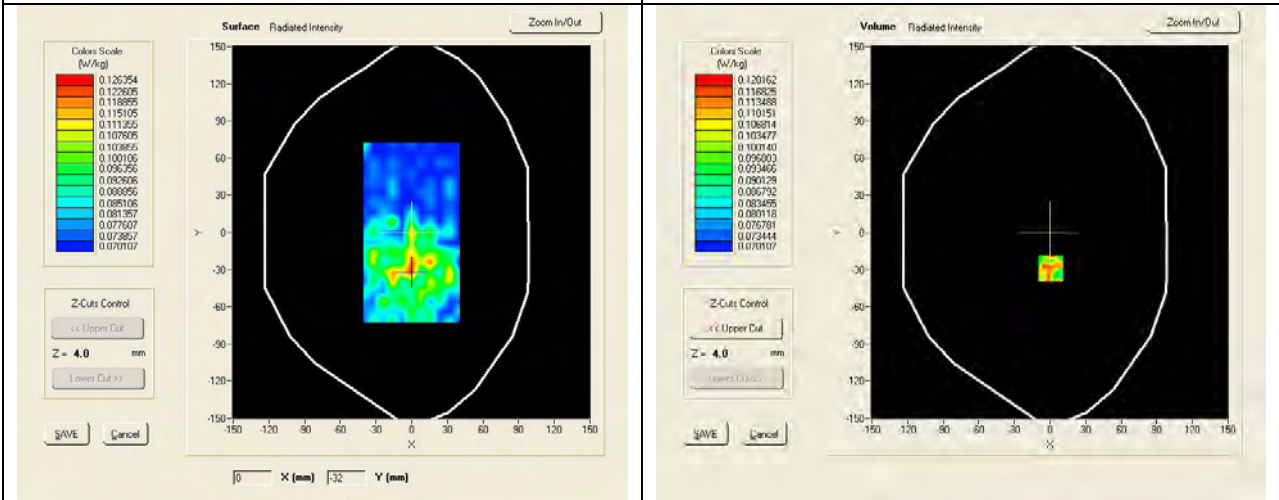 Surface Radiated Intensity
Zoom In/Out
Colors Scale
(W/kg)
0.126354
0.122605
0.118855
0.115105
0.111355
0.107605
0.103855
0.100106
0.096356
0.092606
0.088856
0.085106
0.081357
0.077607
0.073857
0.070107
150
120
90
60
30
0
-30
-60
-90
-120
-150
Y
-150 -120 -90 -60 -30 0 30 60 90 120 150
X
Z-Cuts Control
<< Upper Cut
Z = 4.0 mm
Lower Cut >>
SAVE Cancel
0 X (mm) -32 Y (mm)
Volume Radiated Intensity
Zoom In/Out
Colors Scale
(W/kg)
0.120162
0.116825
0.113488
0.110151
0.106814
0.103477
0.100140
0.096803
0.093466
0.090129
0.086792
0.083455
0.080118
0.076781
0.073444
0.070107
150
120
90
60
30
0
-30
-60
-90
-120
-150
Y
-150 -120 -90 -60 -30 0 30 60 90 120 150
X
Z-Cuts Control
<< Upper Cut
Z = 4.0 mm
Lower Cut >>
SAVE Cancel